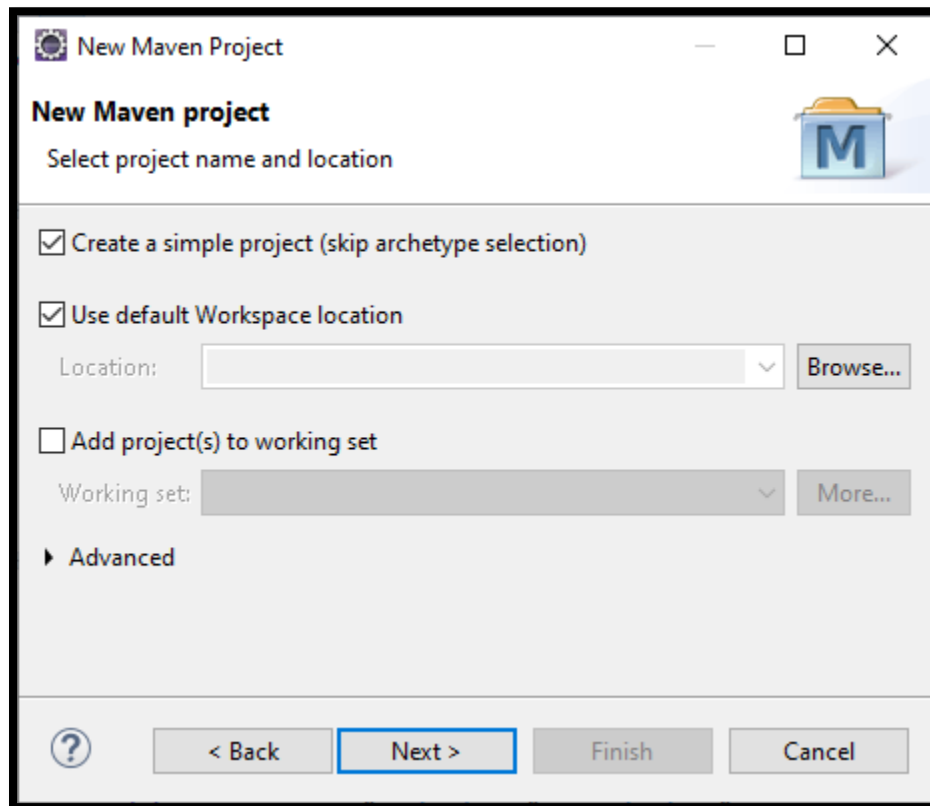 New Maven Project
New Maven project
Select project name and location
M
Create a simple project (skip archetype selection)
Use default Workspace location
Location:
Browse...
Add project(s) to working set
Working set:
More...
Advanced
?
< Back
Next >
Finish
Cancel